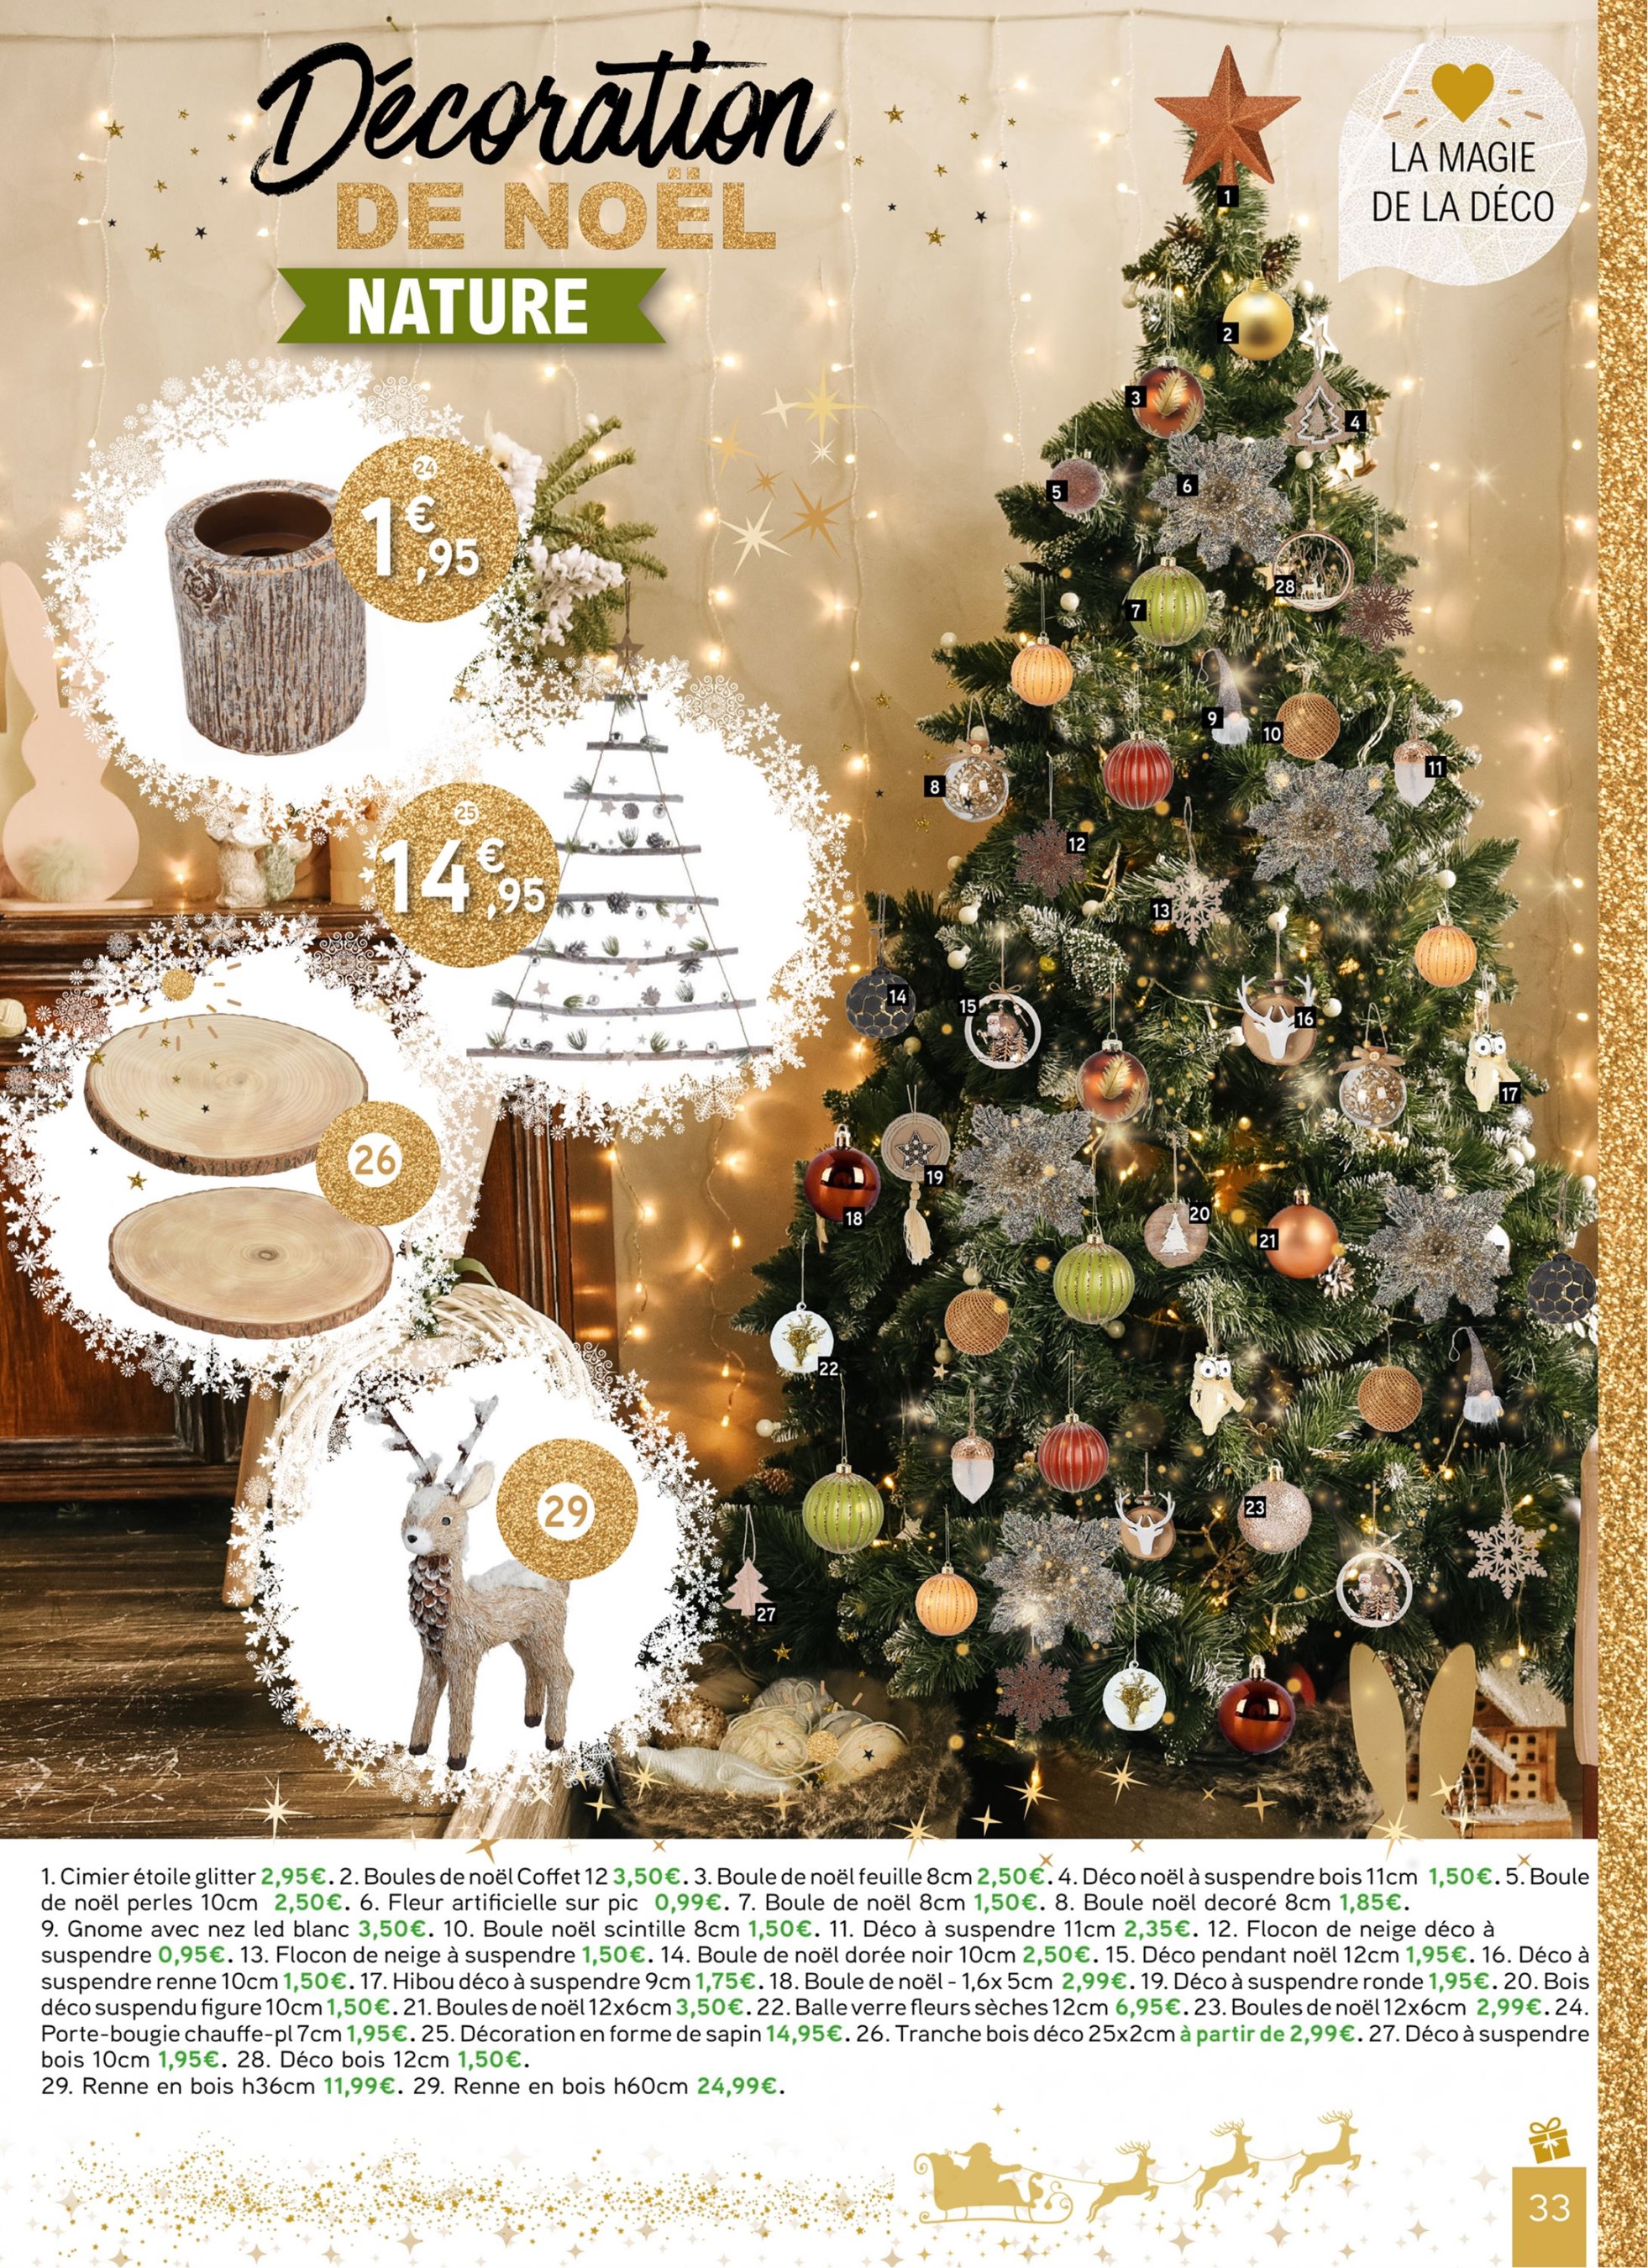 Décoration
DE NOËL
NATURE
LA MAGIE
DE LA DÉCO
1
2
3
4
5
6
28
7
9
10
8
11
12
13
14
15
16
17
19
18
20
21
22
23
27
24
1€,95
25
14€,95
26
29
1. Cimier étoile glitter 2,95€. 2. Boules de noël Coffet 12 3,50€. 3. Boule de noël feuille 8cm 2,50€. 4. Déco noël à suspendre bois 11cm 1,50€. 5. Boule
de noël perles 10cm 2,50€. 6. Fleur artificielle sur pic 0,99€. 7. Boule de noël 8cm 1,50€. 8. Boule noël decoré 8cm 1,85€.
9. Gnome avec nez led blanc 3,50€. 10. Boule noël scintille 8cm 1,50€. 11. Déco à suspendre 11cm 2,35€. 12. Flocon de neige déco à
suspendre 0,95€. 13. Flocon de neige à suspendre 1,50€. 14. Boule de noël dorée noir 10cm 2,50€. 15. Déco pendant noël 12cm 1,95€. 16. Déco à
suspendre renne 10cm 1,50€. 17. Hibou déco à suspendre 9cm 1,75€. 18. Boule de noël - 1,6x 5cm 2,99€. 19. Déco à suspendre ronde 1,95€. 20. Bois
déco suspendu figure 10cm 1,50€. 21. Boules de noël 12x6cm 3,50€. 22. Balle verre fleurs sèches 12cm 6,95€. 23. Boules de noël 12x6cm 2,99€. 24.
Porte-bougie chauffe-pl 7cm 1,95€. 25. Décoration en forme de sapin 14,95€. 26. Tranche bois déco 25x2cm à partir de 2,99€. 27. Déco à suspendre
bois 10cm 1,95€. 28. Déco bois 12cm 1,50€.
29. Renne en bois h36cm 11,99€. 29. Renne en bois h60cm 24,99€.
33